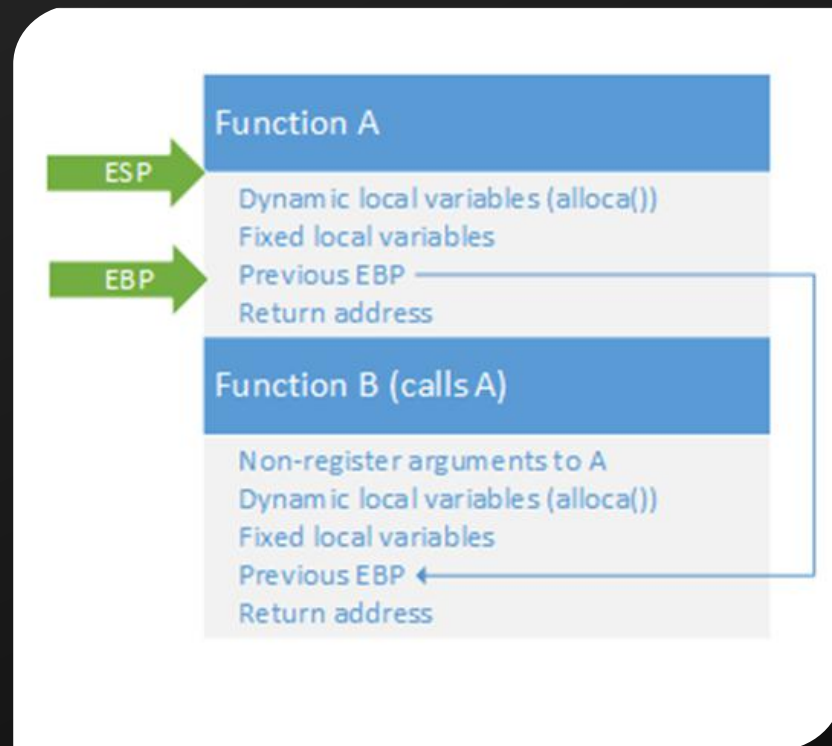 Function A
ESP
Dynamic local variables (alloca())
Fixed local variables
EBP
Previous EBP
Return address
Function B (calls A)
Non-register arguments to A
Dynamic local variables (alloca())
Fixed local variables
Previous EBP
Return address